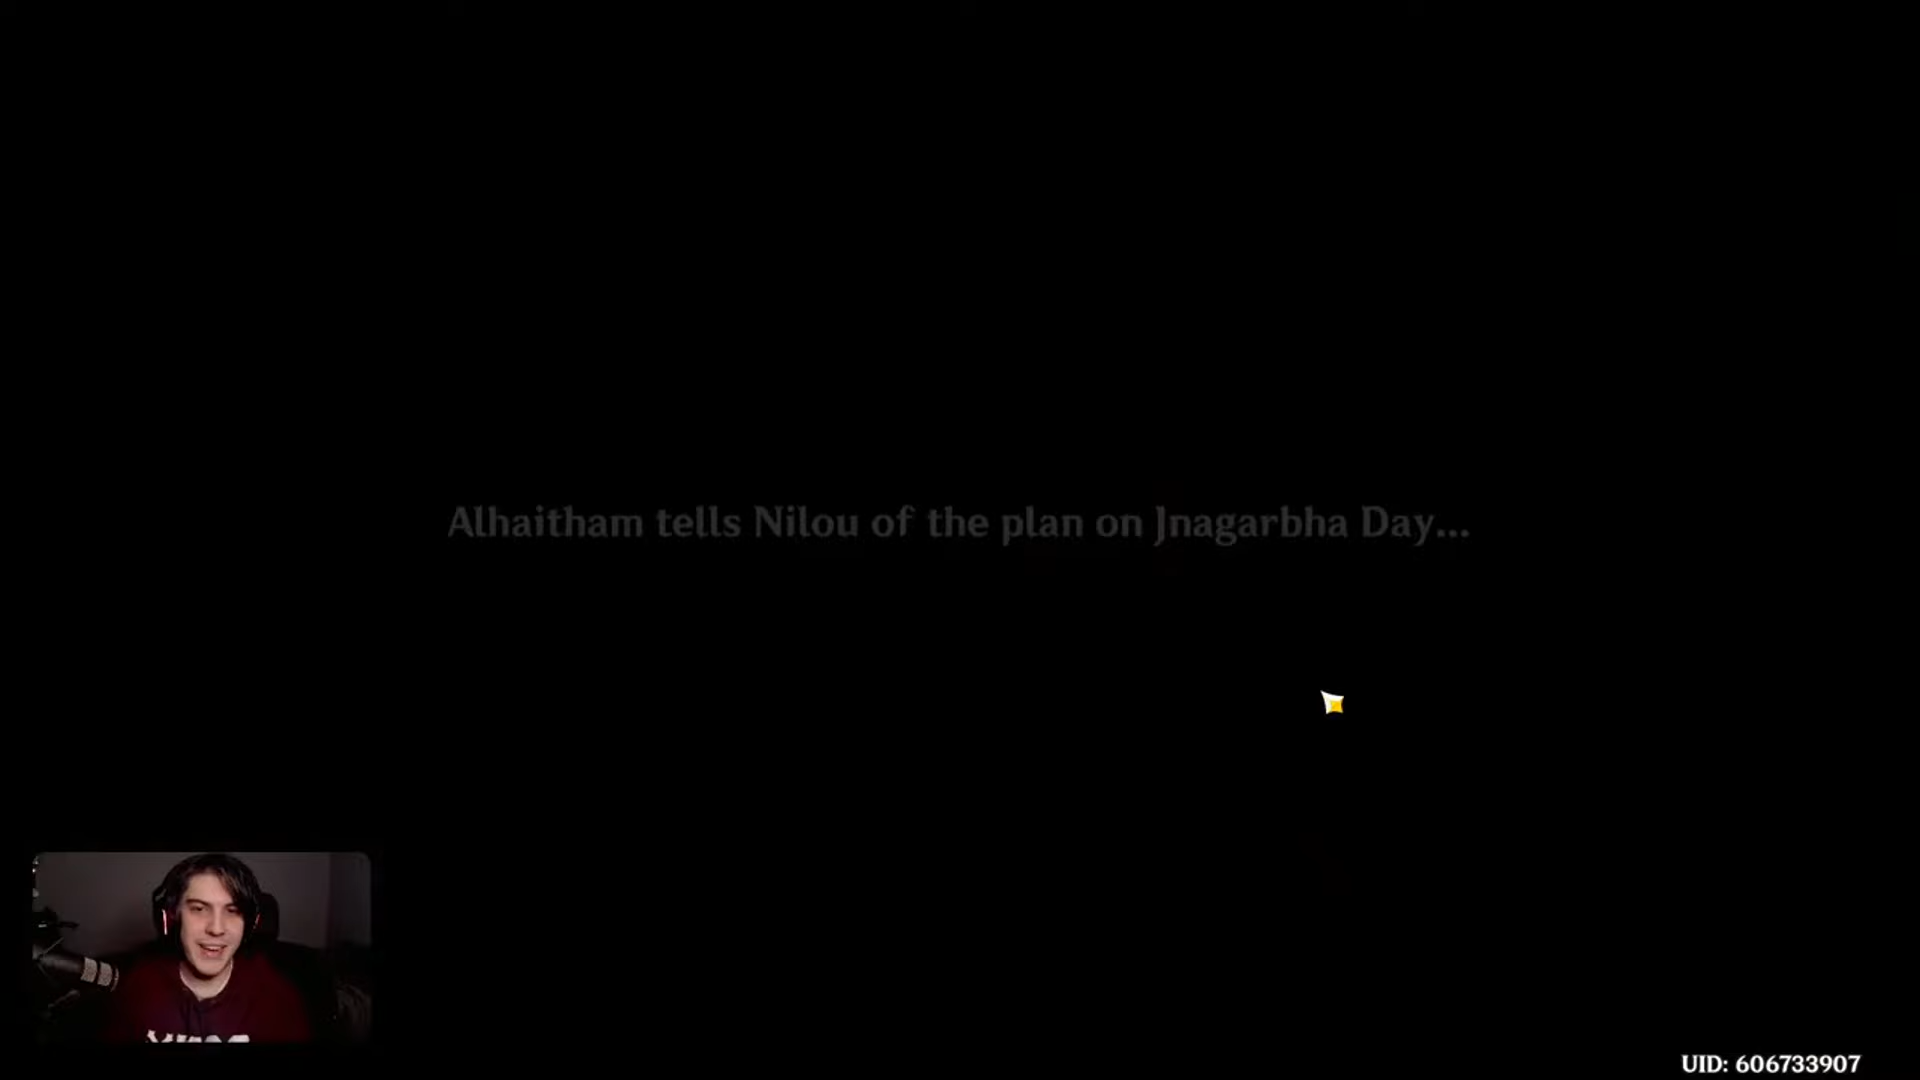 Alhaitham tells Nilou of the plan on Jnagarbha Day...
UID: 606733907